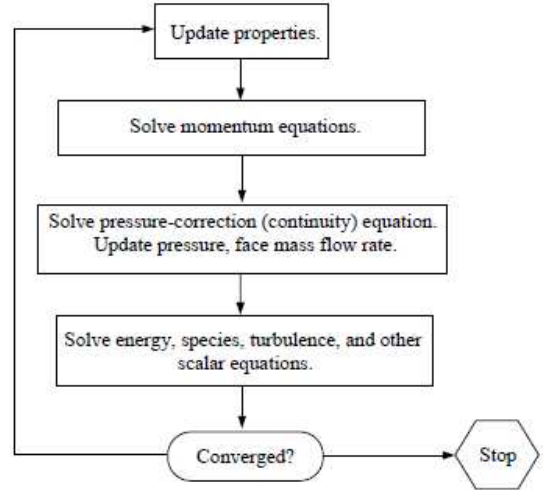 Update properties.
Solve momentum equations.
Solve pressure-correction (continuity) equation.
Update pressure, face mass flow rate.
Solve energy, species, turbulence, and other
scalar equations.
Converged?
Stop